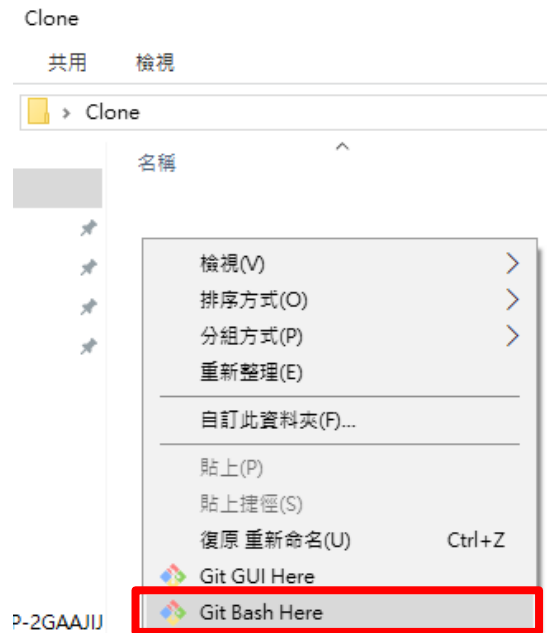 Clone
共用 檢視
Clone
名稱
檢視(V)
排序方式(O)
分組方式(P)
重新整理(E)
自訂此資料夾(F)...
貼上(P)
貼上捷徑(S)
復原 重新命名(U) Ctrl+Z
Git GUI Here
Git Bash Here
P-2GAAJIJ